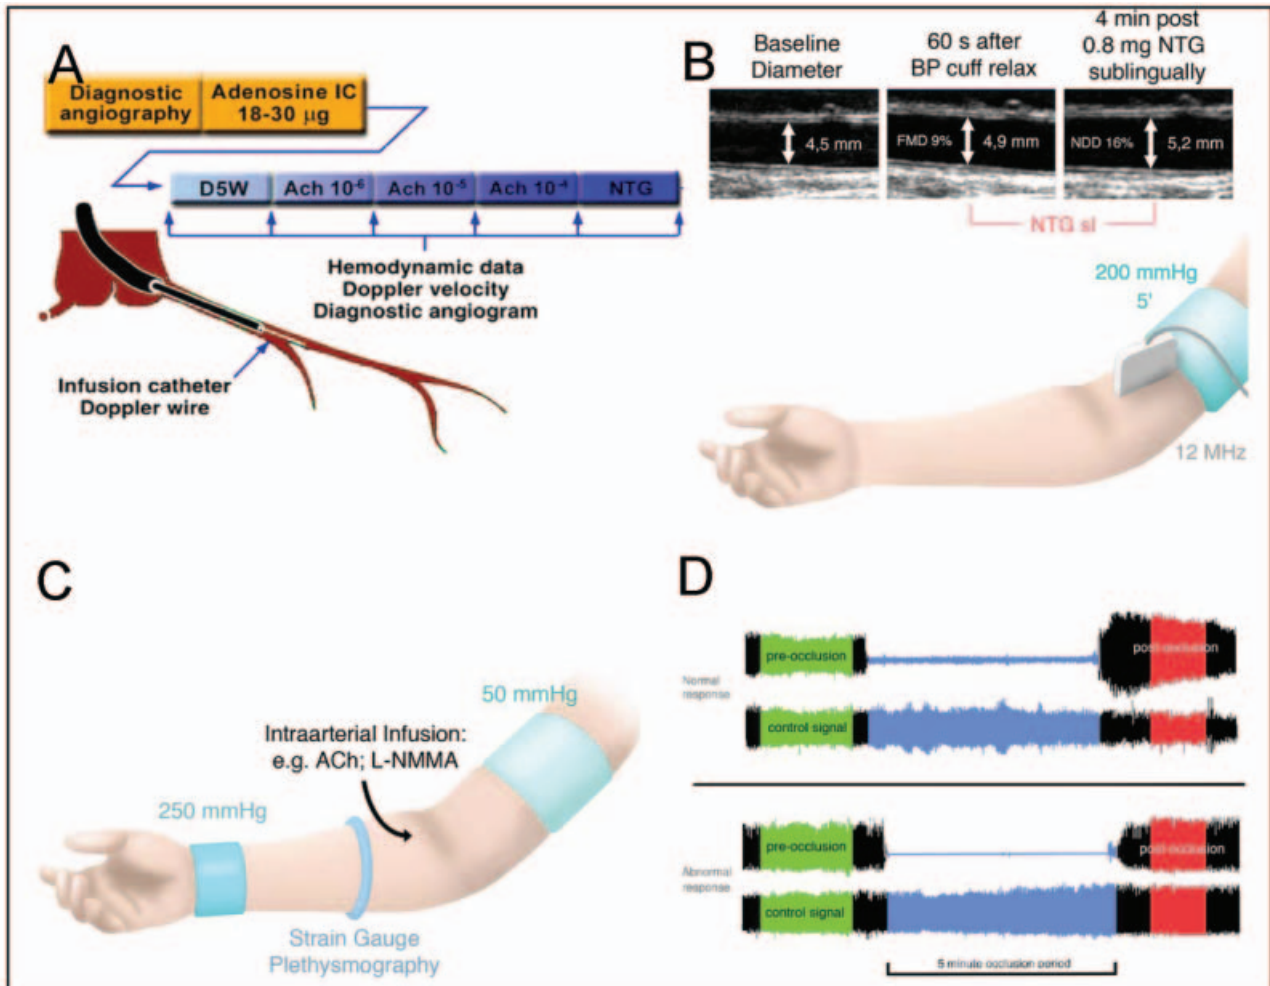 A
Diagnostic
angiography
Adenosine IC
18-30 µg
D5W
Ach 10-6
Ach 10-5
Ach 10-4
NTG
Hemodynamic data
Doppler velocity
Diagnostic angiogram
Infusion catheter
Doppler wire
B
Baseline
Diameter
60 s after
BP cuff relax
4 min post
0.8 mg NTG
sublingually
4,5 mm
FMD 9%
4,9 mm
NDD 16%
5,2 mm
NTG sl
200 mmHg
5'
12 MHz
C
50 mmHg
Intraarterial Infusion:
e.g. ACh; L-NMMA
250 mmHg
Strain Gauge
Plethysmography
D
Normal
response
pre-occlusion
post-occlusion
control signal
Abnormal
response
pre-occlusion
post-occlusion
control signal
5 minute occlusion period